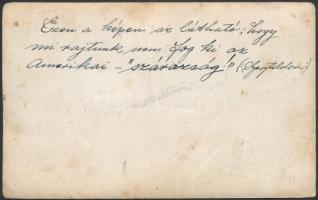 Ezen a képen az látható; hogy
mi rajtunk nem fog ki az
Amerikai - "szárazság!"